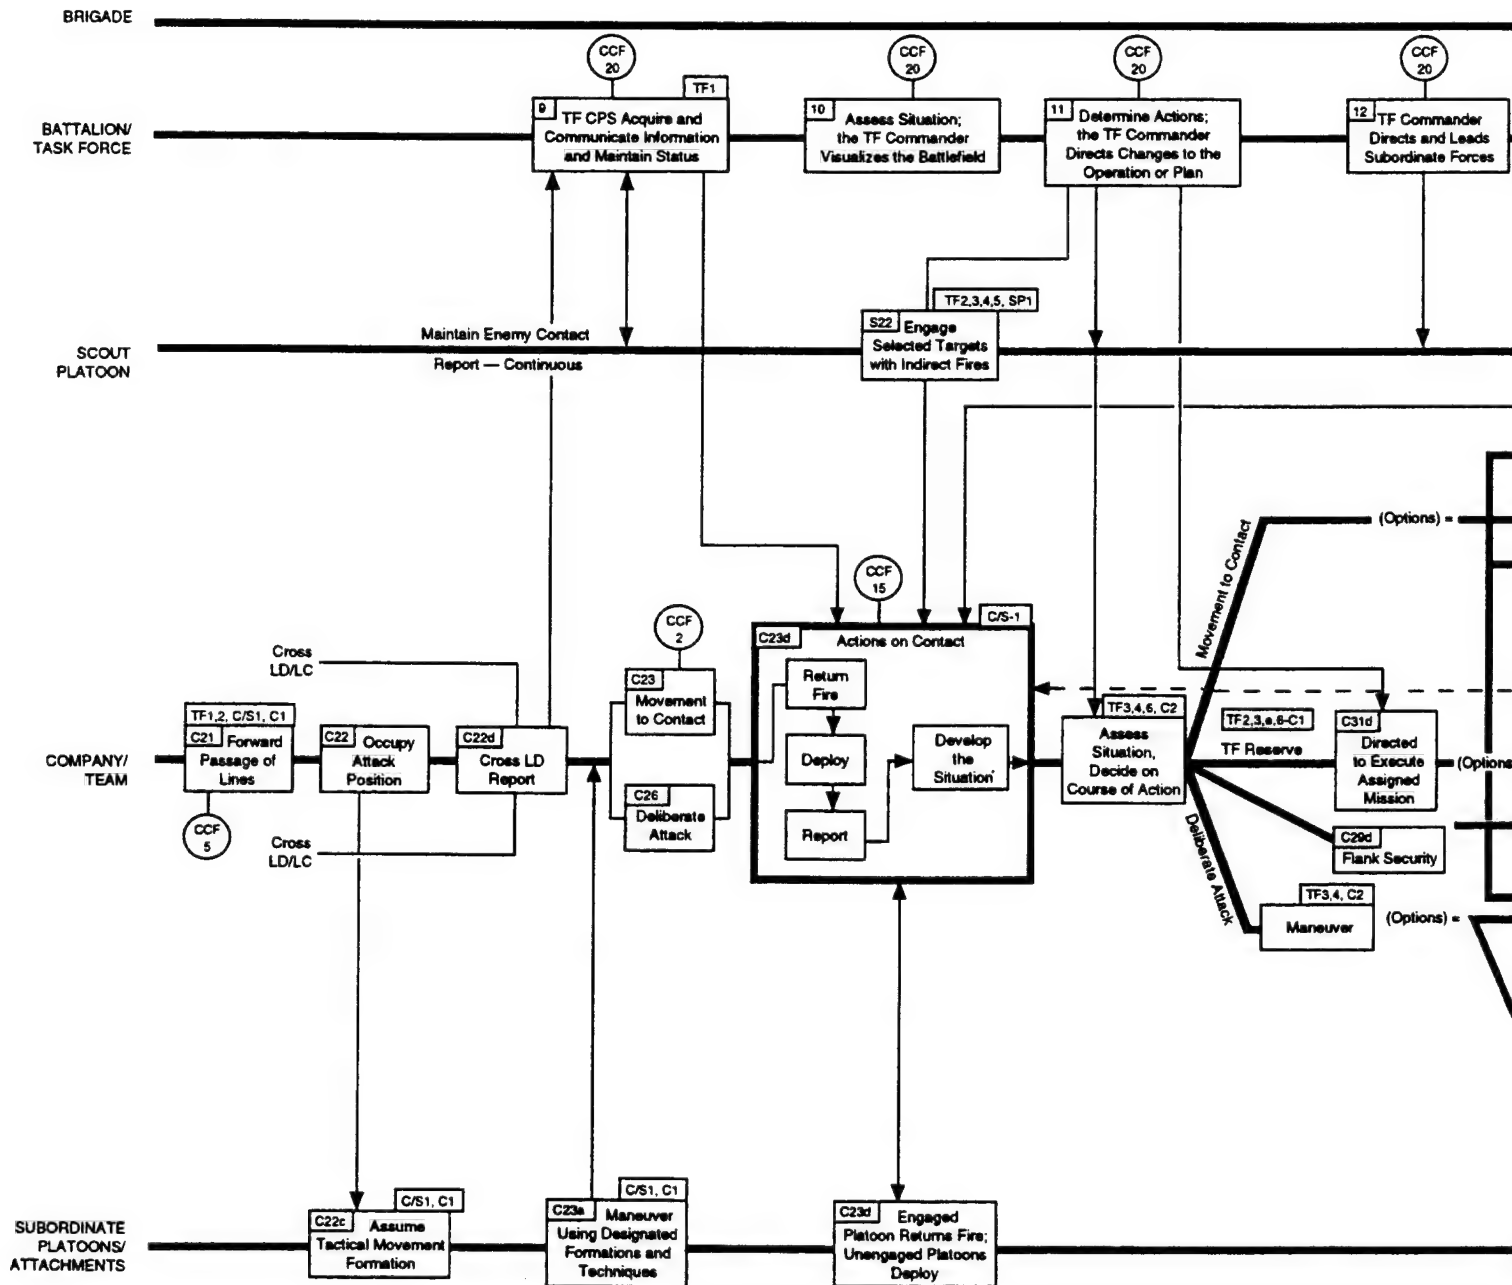 BRIGADE
CCF
20
CCF
20
CCF
20
CCF
20
BATTALION/
TASK FORCE
TF1
9
TF CPS Acquire and
Communicate Information
and Maintain Status
10
Assess Situation;
the TF Commander
Visualizes the Battlefield
11
Determine Actions;
the TF Commander
Directs Changes to the
Operation or Plan
12
TF Commander
Directs and Leads
Subordinate Forces
SCOUT
PLATOON
Maintain Enemy Contact
Report — Continuous
TF2,3,4,5, SP1
S22
Engage
Selected Targets
with Indirect Fires
Movement to Contact
(Options) =
CCF
15
CCF
2
C/S-1
C23d
Actions on Contact
Return
Fire
Deploy
Report
Develop
the
Situation
Cross
LD/LC
COMPANY/
TEAM
TF1,2, C/S1, C1
C21
Forward
Passage of
Lines
CCF
5
C22
Occupy
Attack
Position
C22d
Cross LD
Report
Cross
LD/LC
C23
Movement
to Contact
C26
Deliberate
Attack
TF3,4,6, C2
Assess
Situation,
Decide on
Course of Action
TF2,3,e,6-C1
TF Reserve
C31d
Directed
to Execute
Assigned
Mission
(Options
C29d
Flank Security
Deliberate Attack
TF3,4, C2
Maneuver
(Options) =
SUBORDINATE
PLATOONS/
ATTACHMENTS
C/S1, C1
C22c
Assume
Tactical Movement
Formation
C/S1, C1
C23a
Maneuver
Using Designated
Formations and
Techniques
C23d
Engaged
Platoon Returns Fire;
Unengaged Platoons
Deploy